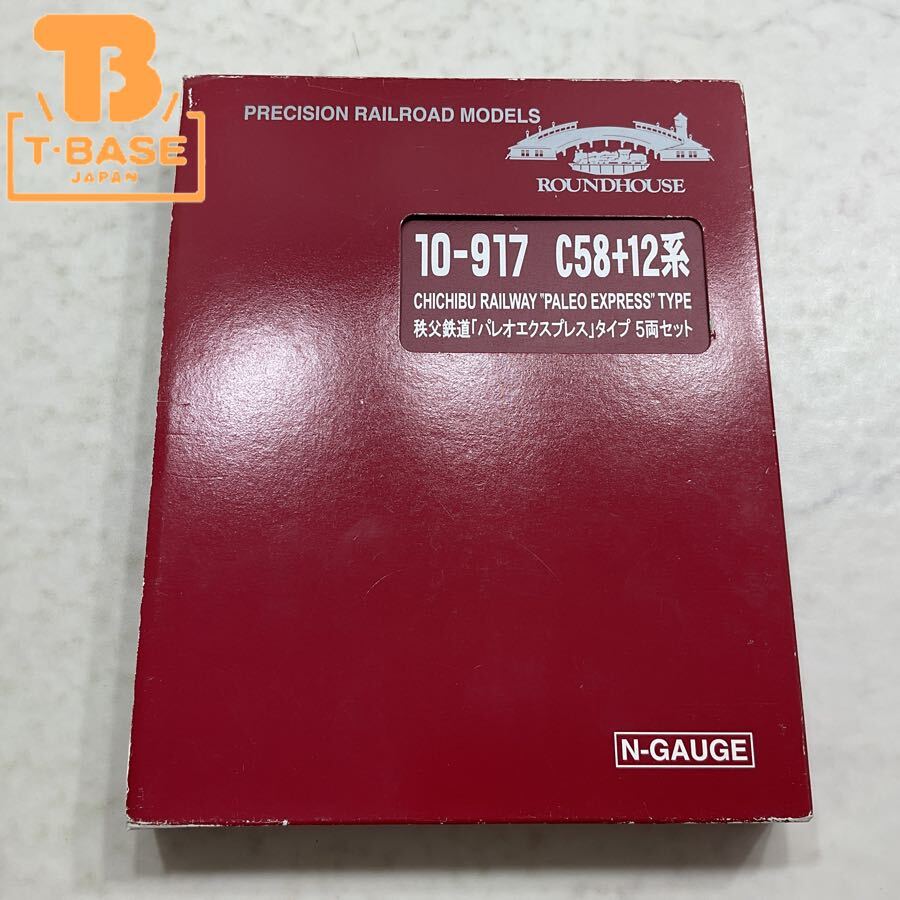 T·BASE
JAPAN
PRECISION RAILROAD MODELS
ROUNDHOUSE
10-917 C58+12系
CHICHIBU RAILWAY "PALEO EXPRESS" TYPE
秩父鉄道「パレオエクスプレス」タイプ 5両セット
N-GAUGE